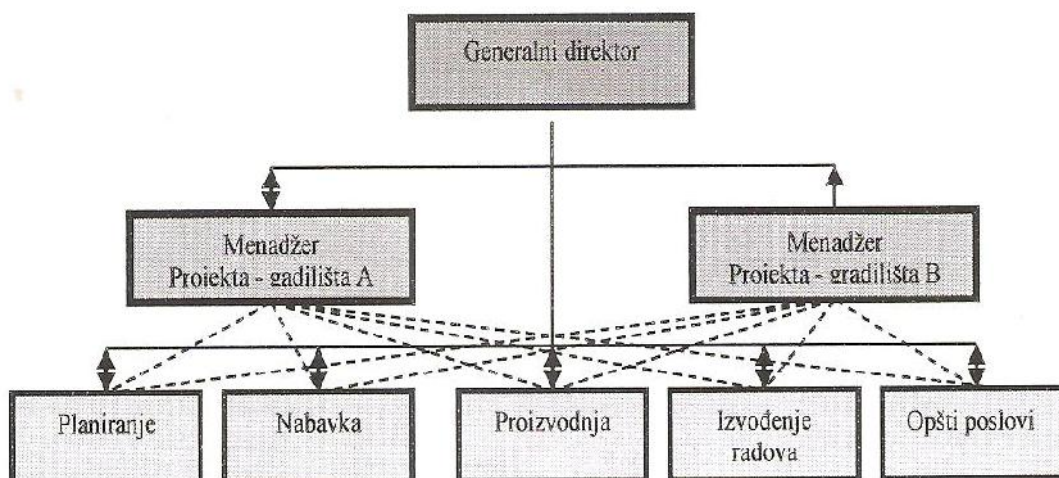 Generalni direktor
Menadžer
Projekta - gadilišta A
Menadžer
Projekta - gradilišta B
Planiranje
Nabavka
Proizvodnja
Izvođenje
radova
Opšti poslovi